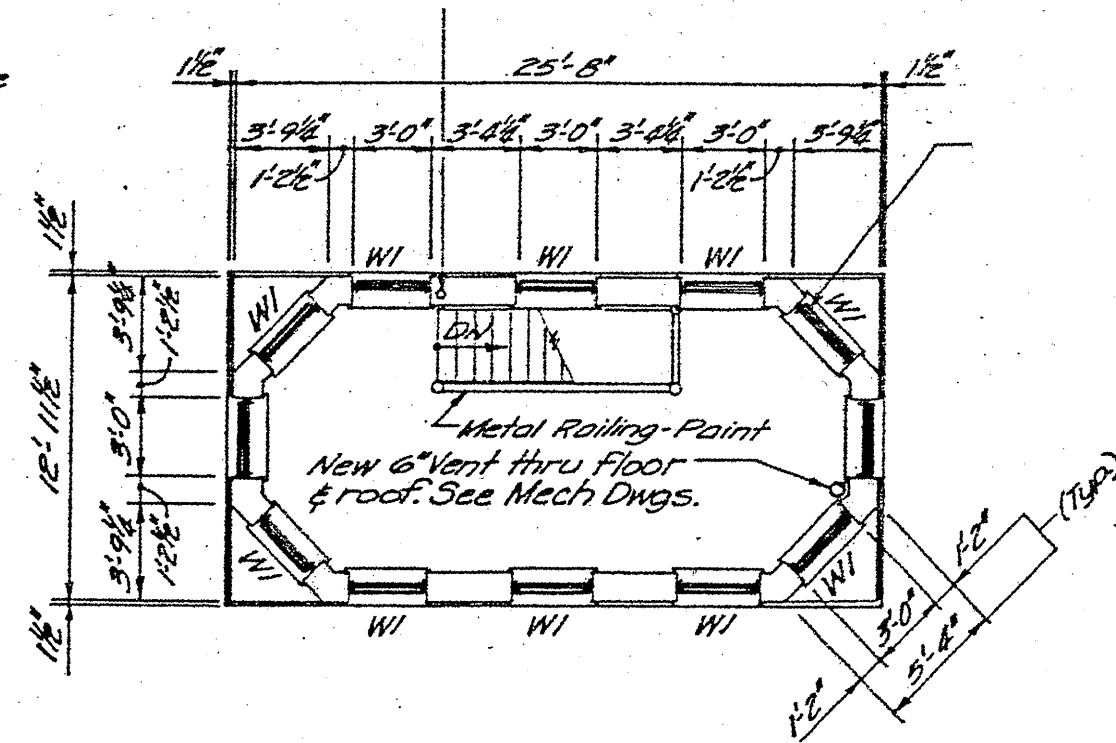 1½" 25'-8" 1½"
3'-9¼" 3'-0" 3'-4¼" 3'-0" 3'-4¼" 3'-0" 3'-9¼"
1'-2½" 1'-2½"
1½"
W1 W1 W1
3'-9¼"
1'-2½"
W1 W1
DN
12'-11½"
3'-0"
Metal Railing-Paint
New 6" Vent thru floor
& roof. See Mech Dwgs.
3'-9¼"
1'-2½"
W1 W1
1½"
W1 W1 W1
(Typ.)
1'-2"
3'-0"
5'-4"
1'-2"